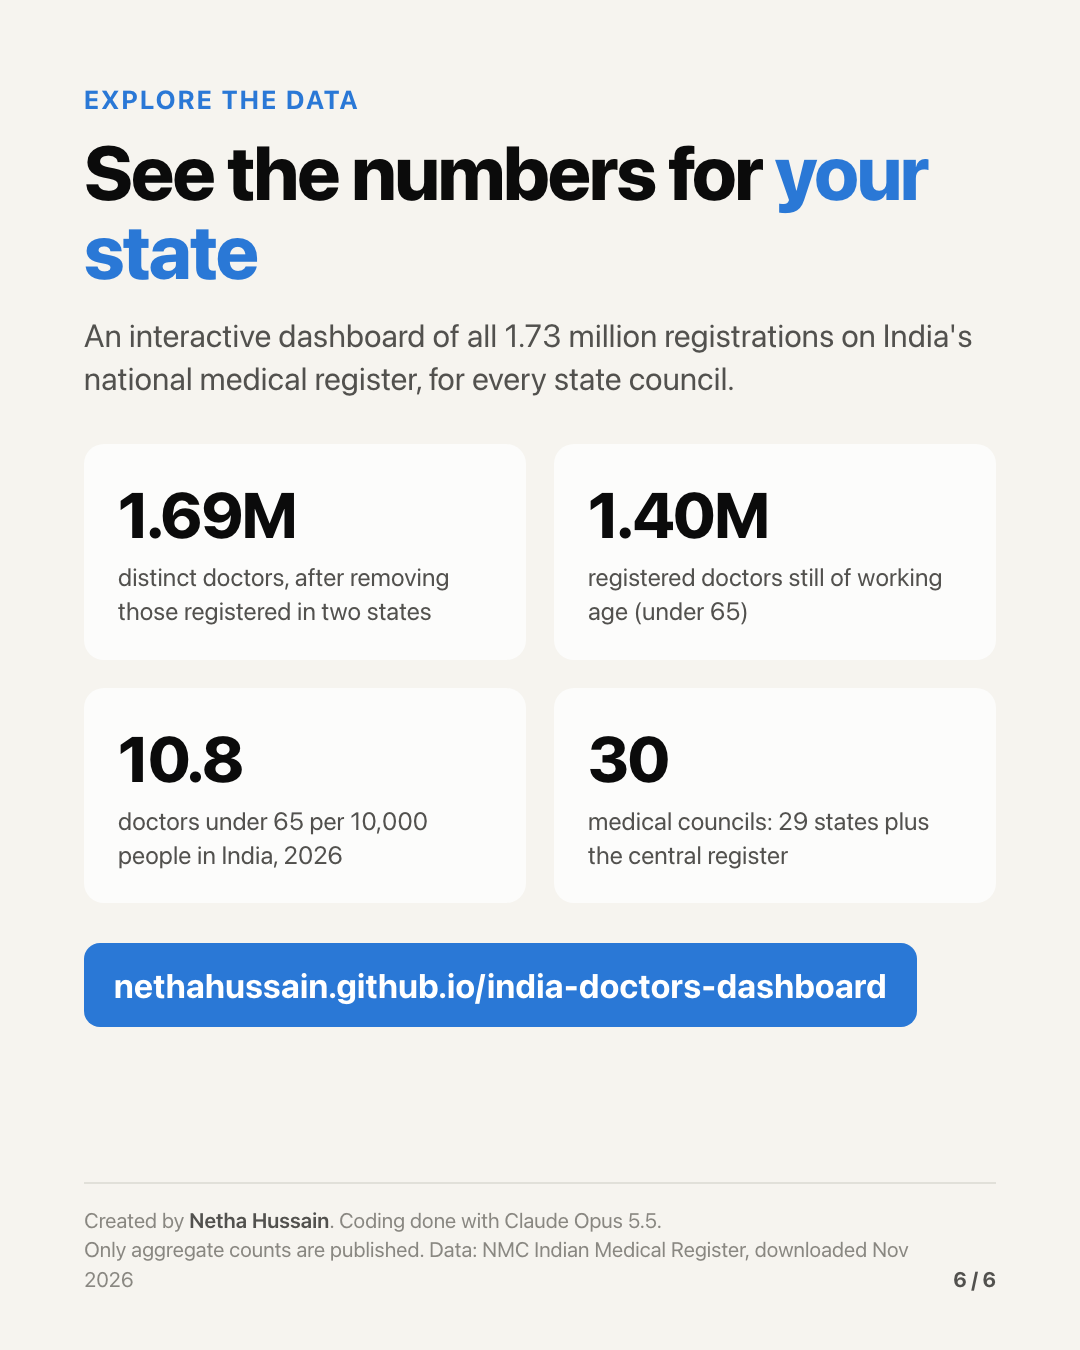 EXPLORE THE DATA
See the numbers for your
state
An interactive dashboard of all 1.73 million registrations on India's
national medical register, for every state council.
1.69M
distinct doctors, after removing
those registered in two states
1.40M
registered doctors still of working
age (under 65)
10.8
doctors under 65 per 10,000
people in India, 2026
30
medical councils: 29 states plus
the central register
nethahussain.github.io/india-doctors-dashboard
Created by Netha Hussain. Coding done with Claude Opus 5.5.
Only aggregate counts are published. Data: NMC Indian Medical Register, downloaded Nov
2026
6 / 6